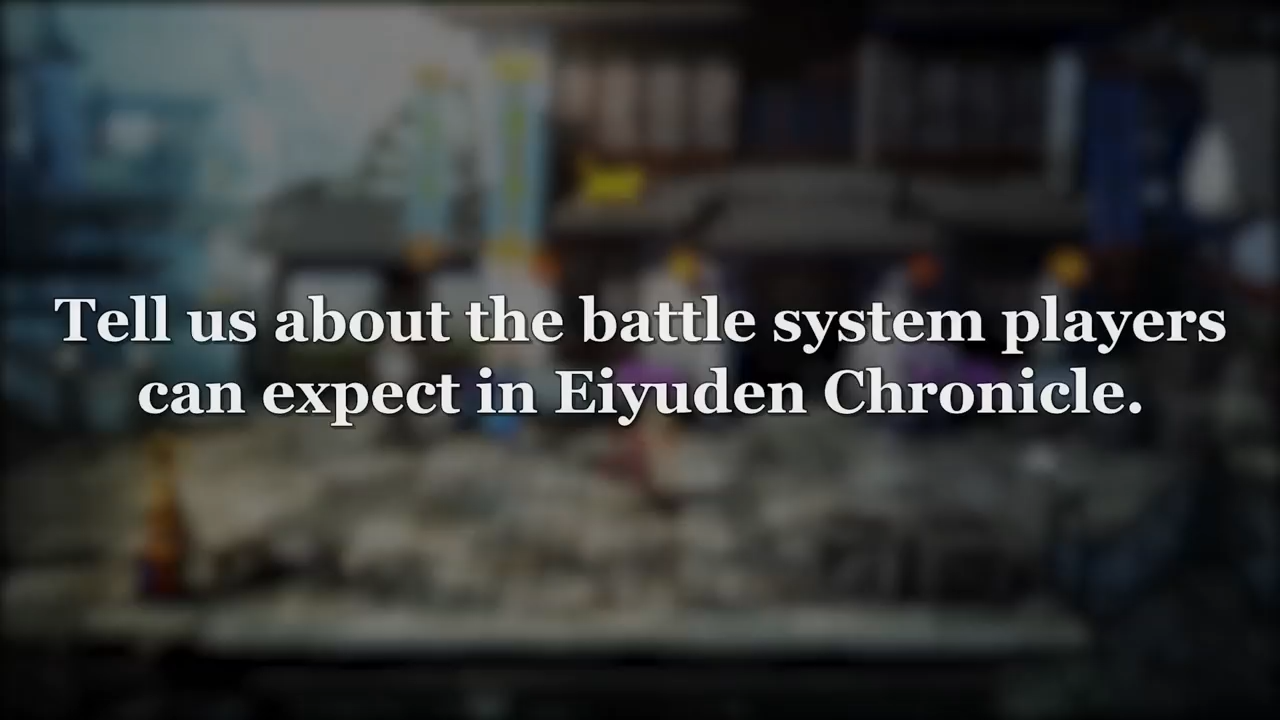 Tell us about the battle system players
can expect in Eiyuden Chronicle.